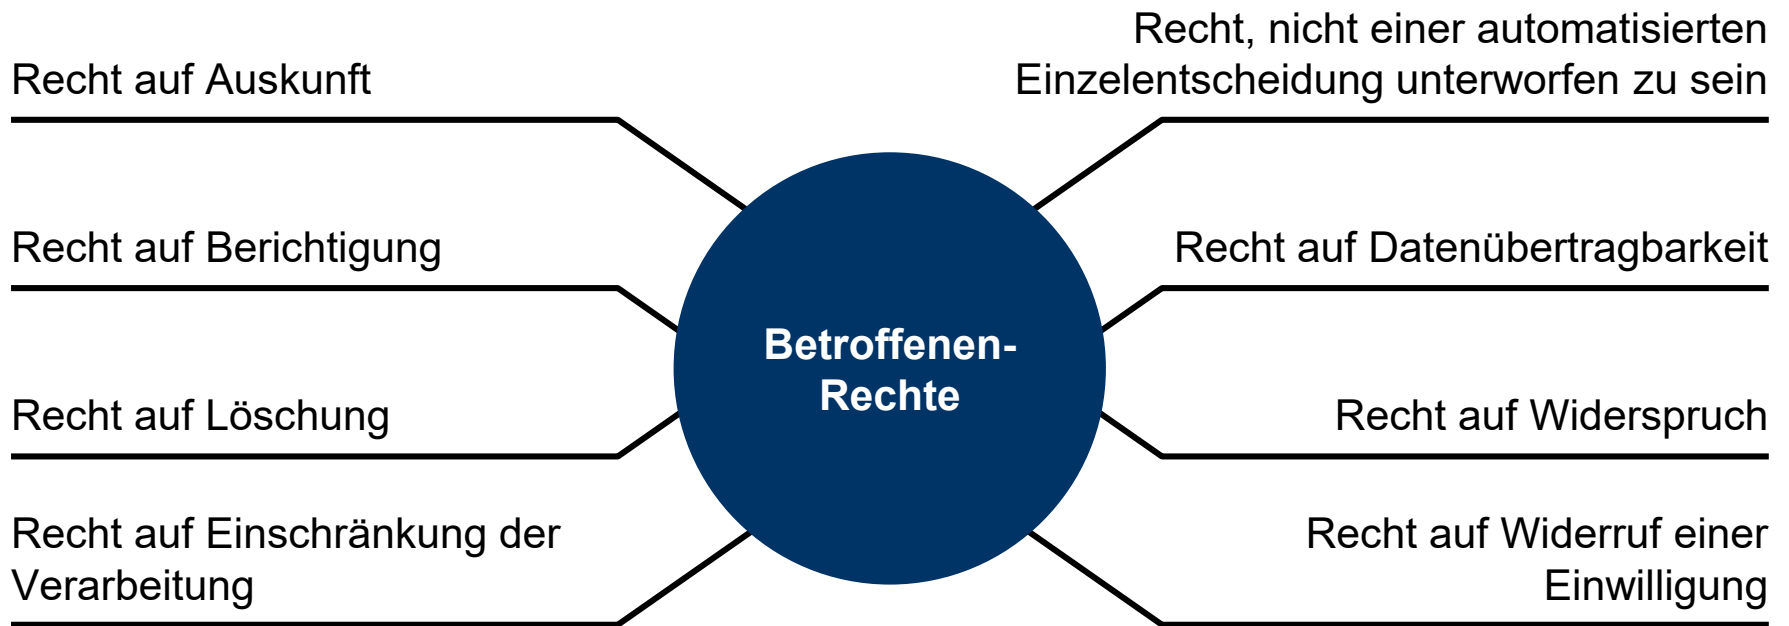 Recht auf Auskunft
Recht auf Berichtigung
Recht auf Löschung
Recht auf Einschränkung der
Verarbeitung
Betroffenen-
Rechte
Recht, nicht einer automatisierten
Einzelentscheidung unterworfen zu sein
Recht auf Datenübertragbarkeit
Recht auf Widerspruch
Recht auf Widerruf einer
Einwilligung